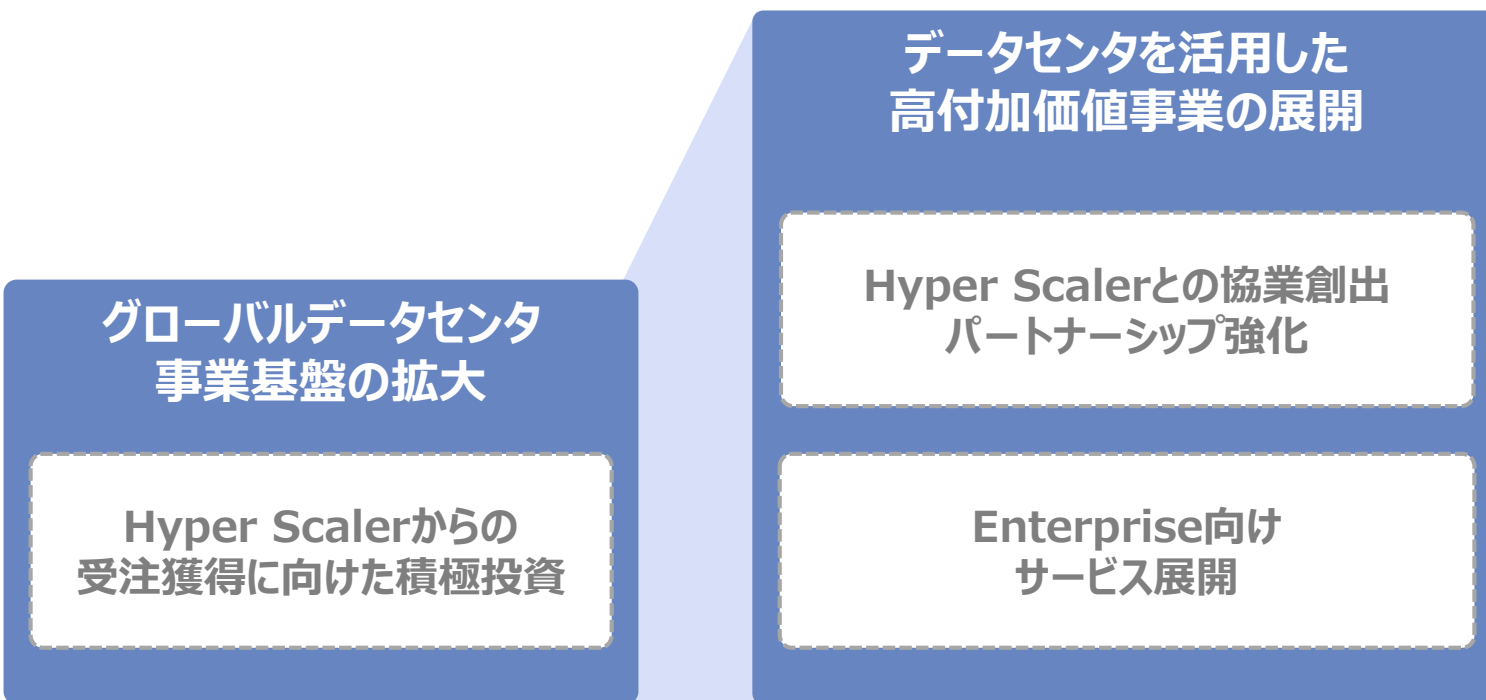 グローバルデータセンタ
事業基盤の拡大
Hyper Scalerからの
受注獲得に向けた積極投資
データセンタを活用した
高付加価値事業の展開
Hyper Scalerとの協業創出
パートナーシップ強化
Enterprise向け
サービス展開